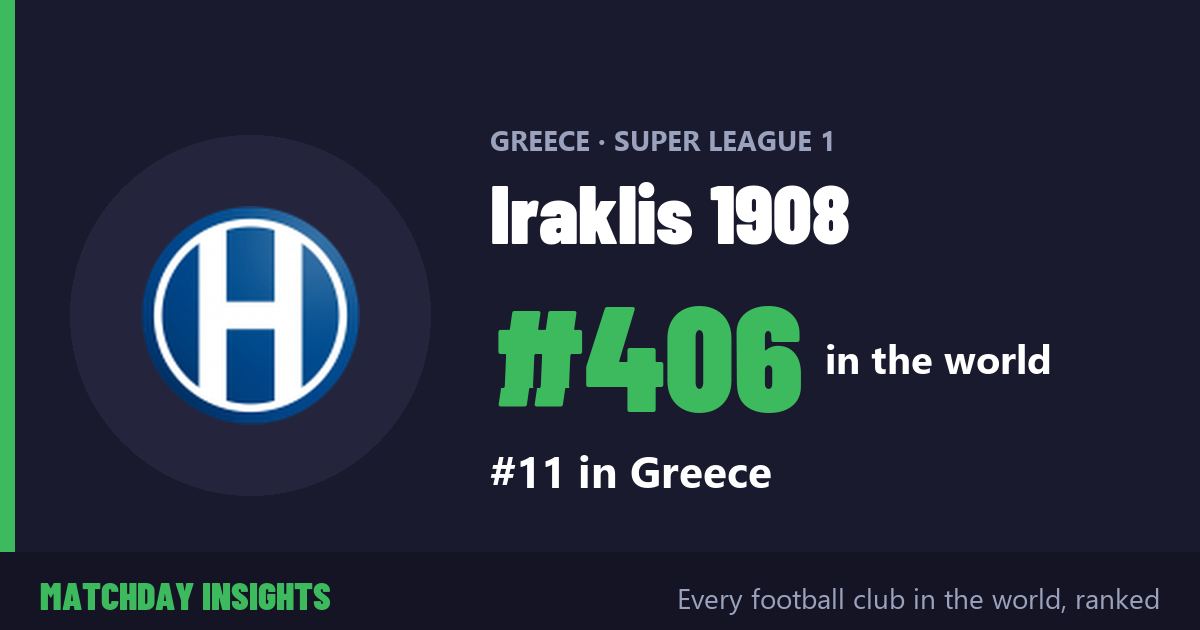 GREECE · SUPER LEAGUE 1
Iraklis 1908
H
#406 in the world
#11 in Greece
MATCHDAY INSIGHTS
Every football club in the world, ranked